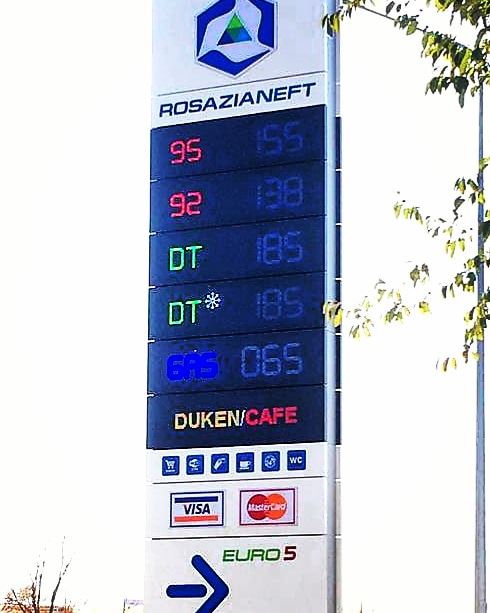 ROSAZIANEFT
95 155
92 138
DT 185
DT* 185
GAS 065
DUKEN/CAFE
WC
VISA MasterCard
EURO 5